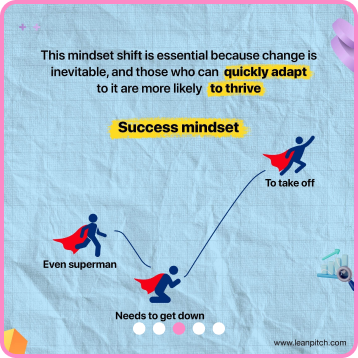 This mindset shift is essential because change is
inevitable, and those who can quickly adapt
to it are more likely to thrive
Success mindset
To take off
Even superman
Needs to get down
www.leanpitch.com